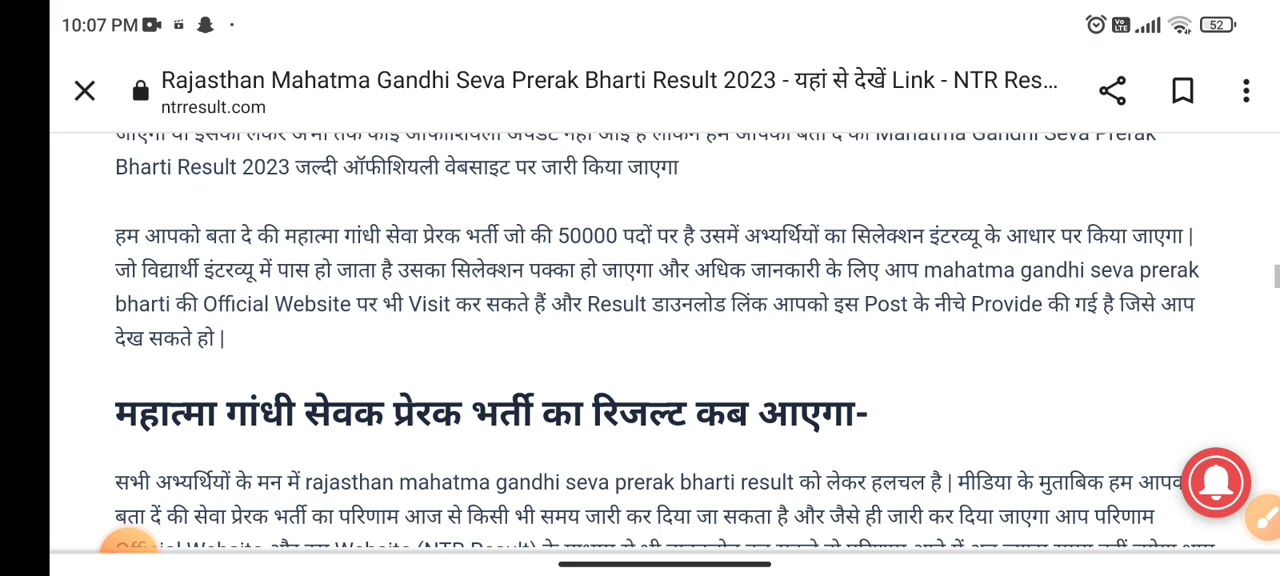 10:07 PM
VoLTE
52
Rajasthan Mahatma Gandhi Seva Prerak Bharti Result 2023 - यहां से देखें Link - NTR Res...
ntrresult.com
Mahatma Gandhi Seva Prerak
Bharti Result 2023 जल्दी ऑफीशियली वेबसाइट पर जारी किया जाएगा
हम आपको बता दे की महात्मा गांधी सेवा प्रेरक भर्ती जो की 50000 पदों पर है उसमें अभ्यर्थियों का सिलेक्शन इंटरव्यू के आधार पर किया जाएगा |
जो विद्यार्थी इंटरव्यू में पास हो जाता है उसका सिलेक्शन पक्का हो जाएगा और अधिक जानकारी के लिए आप mahatma gandhi seva prerak
bharti की Official Website पर भी Visit कर सकते हैं और Result डाउनलोड लिंक आपको इस Post के नीचे Provide की गई है जिसे आप
देख सकते हो |
महात्मा गांधी सेवक प्रेरक भर्ती का रिजल्ट कब आएगा-
सभी अभ्यर्थियों के मन में rajasthan mahatma gandhi seva prerak bharti result को लेकर हलचल है | मीडिया के मुताबिक हम
बता दें की सेवा प्रेरक भर्ती का परिणाम आज से किसी भी समय जारी कर दिया जा सकता है और जैसे ही जारी कर दिया जाएगा आप परिणाम